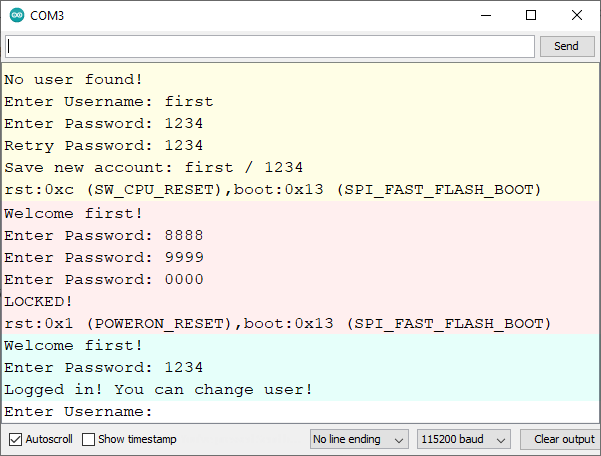 COM3
Send
No user found!
Enter Username: first
Enter Password: 1234
Retry Password: 1234
Save new account: first / 1234
rst:0xc (SW_CPU_RESET),boot:0x13 (SPI_FAST_FLASH_BOOT)
Welcome first!
Enter Password: 8888
Enter Password: 9999
Enter Password: 0000
LOCKED!
rst:0x1 (POWERON_RESET),boot:0x13 (SPI_FAST_FLASH_BOOT)
Welcome first!
Enter Password: 1234
Logged in! You can change user!
Enter Username:
Autoscroll Show timestamp No line ending 115200 baud Clear output